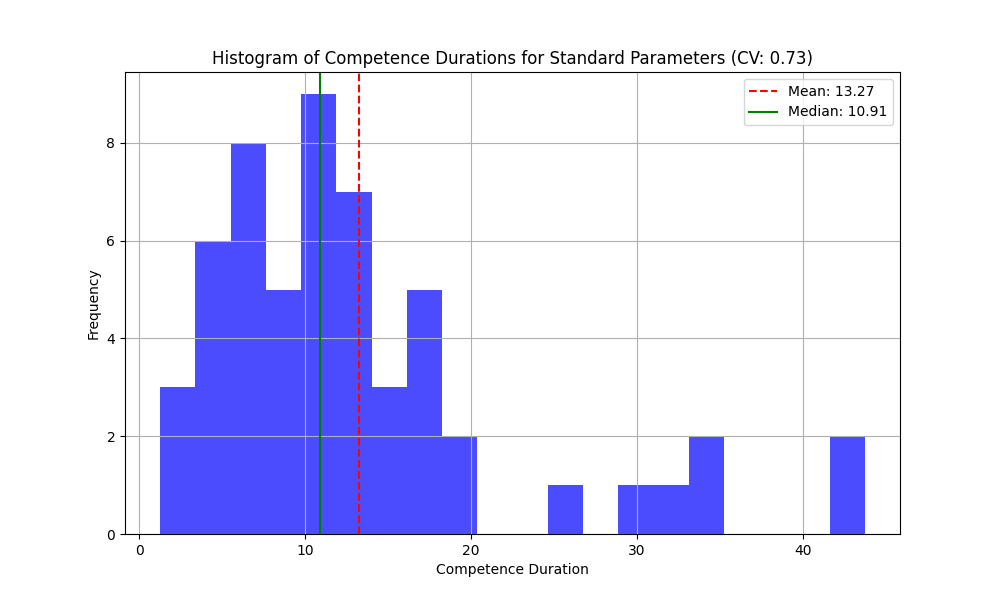 Histogram of Competence Durations for Standard Parameters (CV: 0.73)
Mean: 13.27
Median: 10.91
8
6
4
2
0
Frequency
0 10 20 30 40
Competence Duration